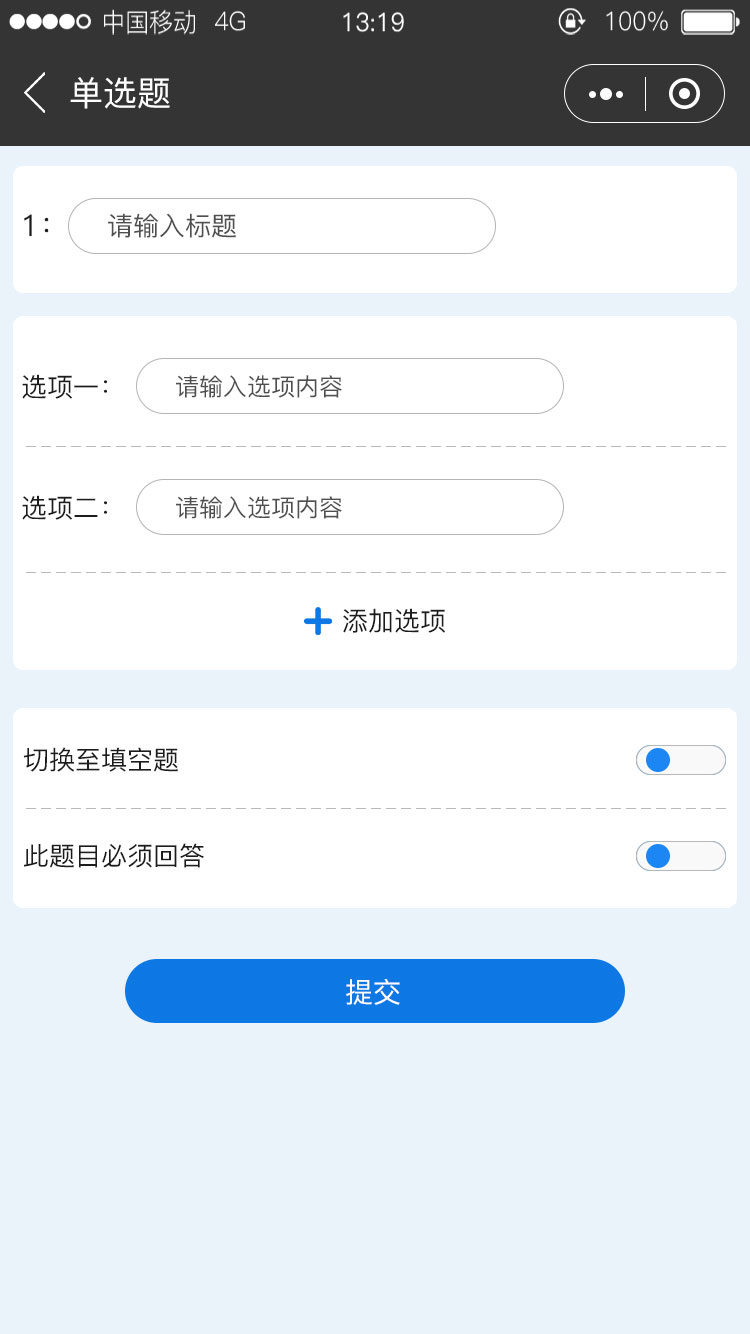 中国移动 4G 13:19 100%
单选题
1： 请输入标题
选项一： 请输入选项内容
选项二： 请输入选项内容
添加选项
切换至填空题
此题目必须回答
提交